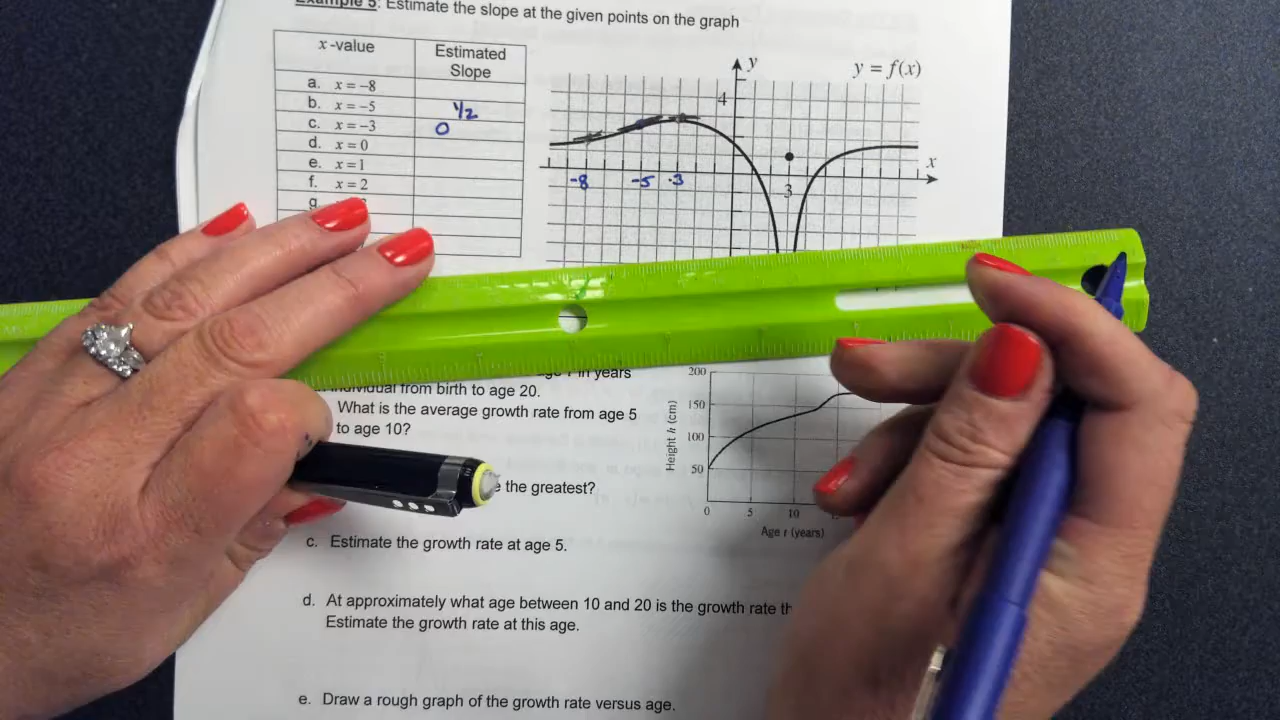 Example 5: Estimate the slope at the given points on the graph
x-value Estimated Slope
a. x = −8
b. x = −5 1/2
c. x = −3 0
d. x = 0
e. x = 1
f. x = 2
g.
y
y = f(x)
4
x
-8 -5 -3 3
in years
individual from birth to age 20.
What is the average growth rate from age 5
to age 10?
the greatest?
c. Estimate the growth rate at age 5.
d. At approximately what age between 10 and 20 is the growth rate
Estimate the growth rate at this age.
e. Draw a rough graph of the growth rate versus age.
200
150
100
50
Height h (cm)
0 5 10
Age t (years)